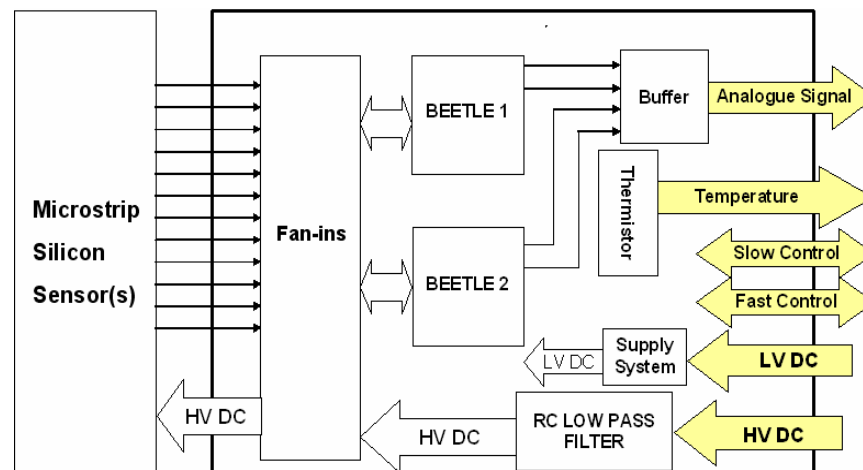 Microstrip
Silicon
Sensor(s)
Fan-ins
BEETLE 1
BEETLE 2
Buffer
Thermistor
Analogue Signal
Temperature
Slow Control
Fast Control
LV DC
Supply
System
LV DC
HV DC
HV DC
RC LOW PASS
FILTER
HV DC